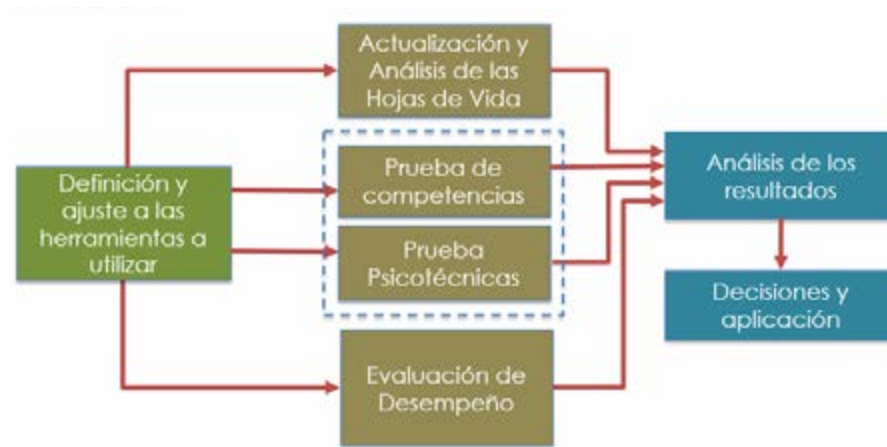 Actualización y
Análisis de las
Hojas de Vida
Definición y
ajuste a las
herramientas a
utilizar
Prueba de
competencias
Prueba
Psicotécnicas
Evaluación de
Desempeño
Análisis de los
resultados
Decisiones y
aplicación